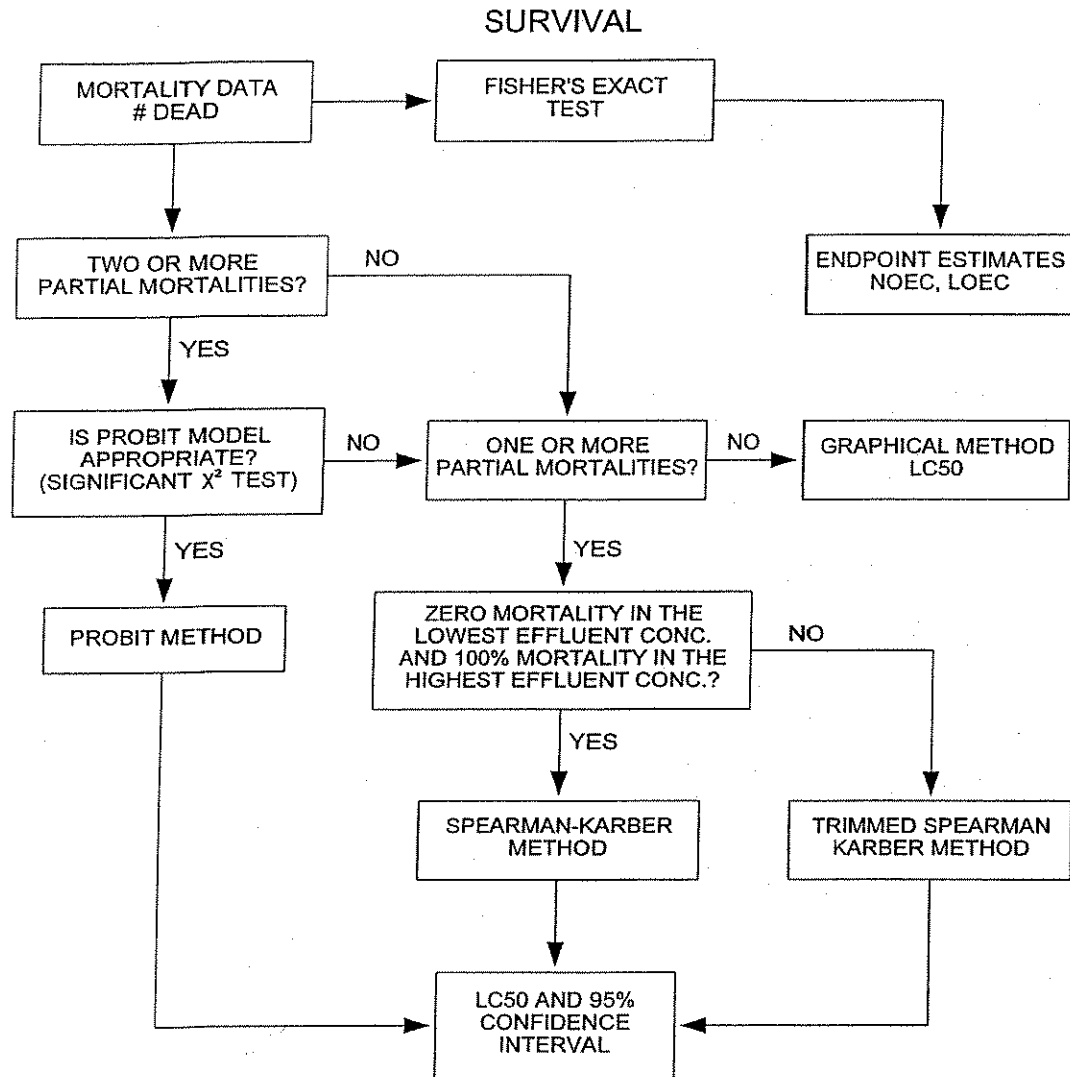 SURVIVAL
MORTALITY DATA
# DEAD
FISHER'S EXACT
TEST
TWO OR MORE
PARTIAL MORTALITIES?
NO
ENDPOINT ESTIMATES
NOEC, LOEC
YES
IS PROBIT MODEL
APPROPRIATE?
(SIGNIFICANT X² TEST)
NO
ONE OR MORE
PARTIAL MORTALITIES?
NO
GRAPHICAL METHOD
LC50
YES
YES
PROBIT METHOD
ZERO MORTALITY IN THE
LOWEST EFFLUENT CONC.
AND 100% MORTALITY IN THE
HIGHEST EFFLUENT CONC.?
NO
YES
SPEARMAN-KARBER
METHOD
TRIMMED SPEARMAN
KARBER METHOD
LC50 AND 95%
CONFIDENCE
INTERVAL